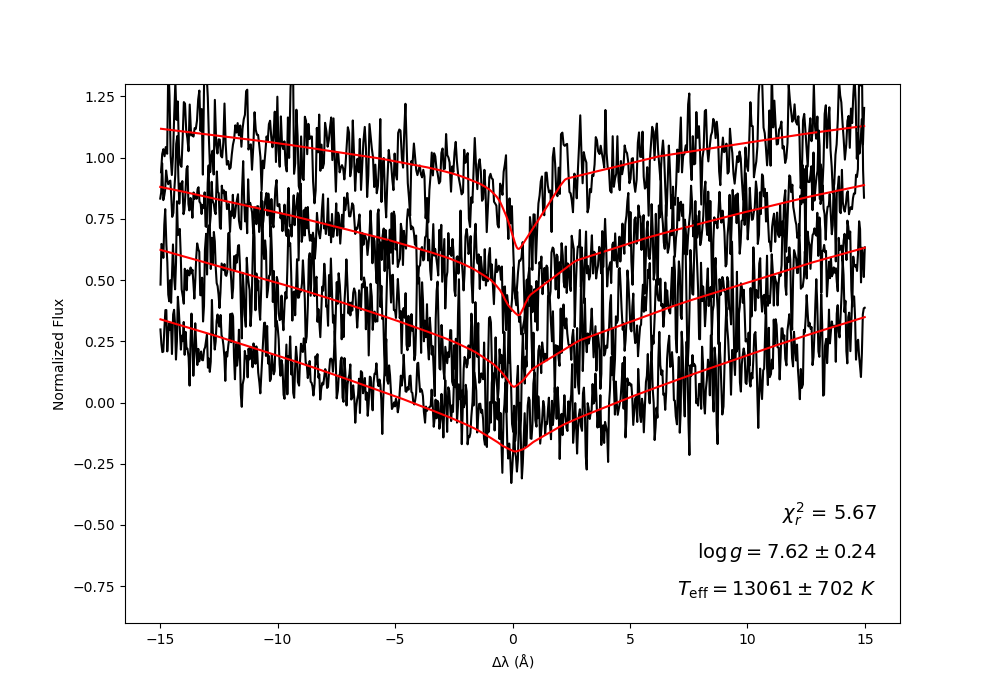 1.25
1.00
0.75
0.50
0.25
0.00
−0.25
−0.50
−0.75
Normalized Flux
χ²ᵣ = 5.67
log g = 7.62 ± 0.24
T_eff = 13061 ± 702 K
−15 −10 −5 0 5 10 15
Δλ (Å)